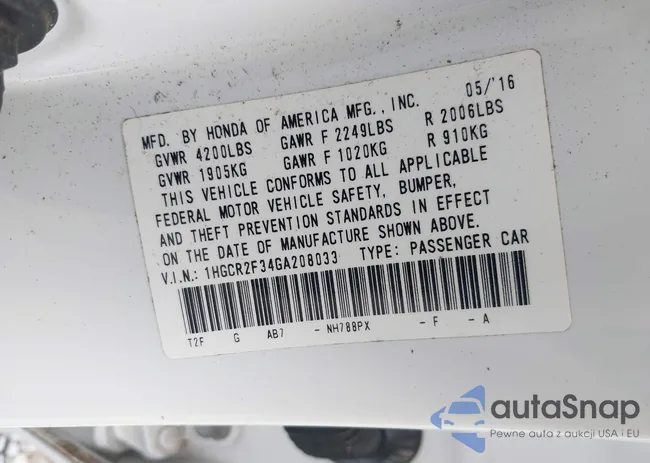 MFD. BY HONDA OF AMERICA MFG., INC. 05/'16
GVWR 4200LBS GAWR F 2249LBS R 2006LBS
GVWR 1905KG GAWR F 1020KG R 910KG
THIS VEHICLE CONFORMS TO ALL APPLICABLE
FEDERAL MOTOR VEHICLE SAFETY, BUMPER,
AND THEFT PREVENTION STANDARDS IN EFFECT
ON THE DATE OF MANUFACTURE SHOWN ABOVE.
V.I.N.: 1HGCR2F34GA208033 TYPE: PASSENGER CAR
T2F G AB7 - NH788PX - F - A
autaSnap
Pewne auta z aukcji USA i EU